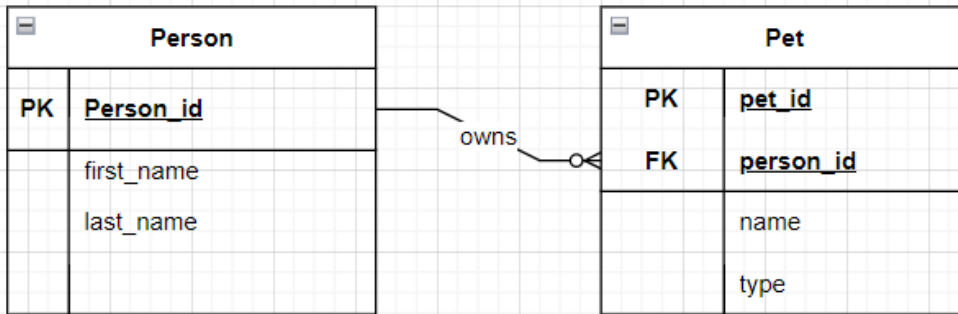 Person
PK Person_id
first_name
last_name
owns
Pet
PK pet_id
FK person_id
name
type